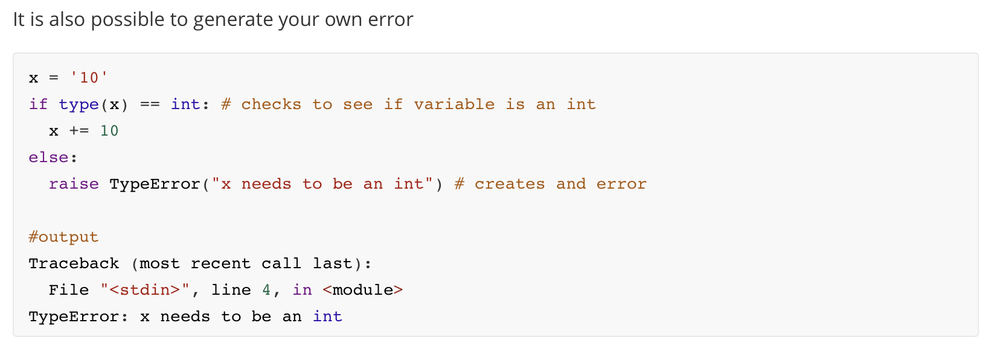 It is also possible to generate your own error
x = '10'
if type(x) == int: # checks to see if variable is an int
  x += 10
else:
  raise TypeError("x needs to be an int") # creates and error
#output
Traceback (most recent call last):
  File "<stdin>", line 4, in <module>
TypeError: x needs to be an int